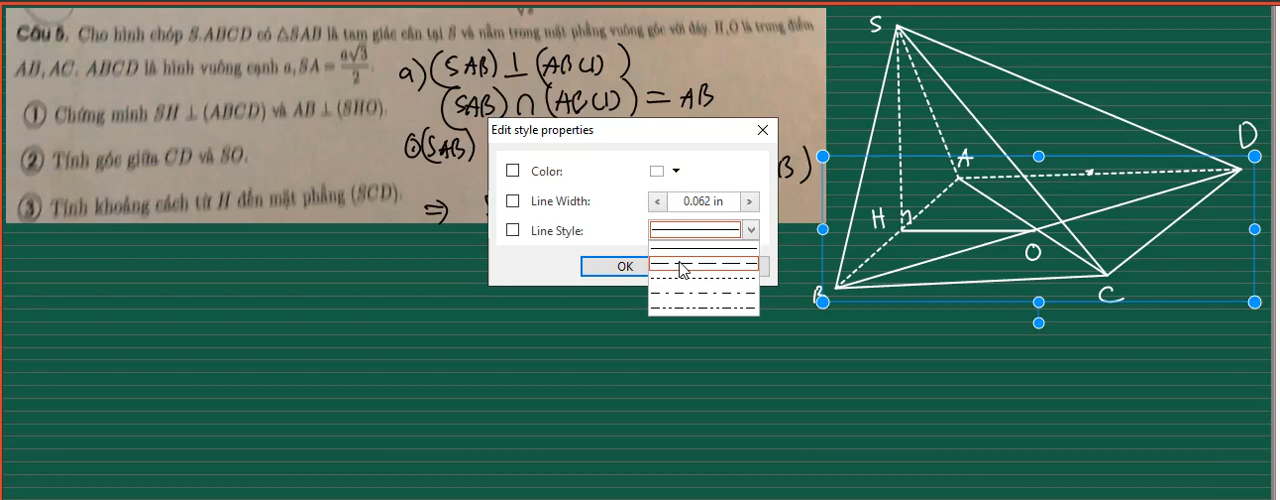 Câu 5. Cho hình chóp S.ABCD có △SAB là tam giác cân tại S và nằm trong mặt phẳng vuông góc với đáy. H,O là trung điểm
AB, AC. ABCD là hình vuông cạnh a, SA = a√3/2.
① Chứng minh SH ⊥ (ABCD) và AB ⊥ (SHO).
② Tính góc giữa CD và SO.
③ Tính khoảng cách từ H đến mặt phẳng (SCD).
a) (SAB) ⊥ (ABCD)
(SAB) ∩ (ABCD) = AB
(SAB)
B)
⇒
Edit style properties
Color:
Line Width: 0.062 in
Line Style:
OK
S
A
D
H
O
B
C